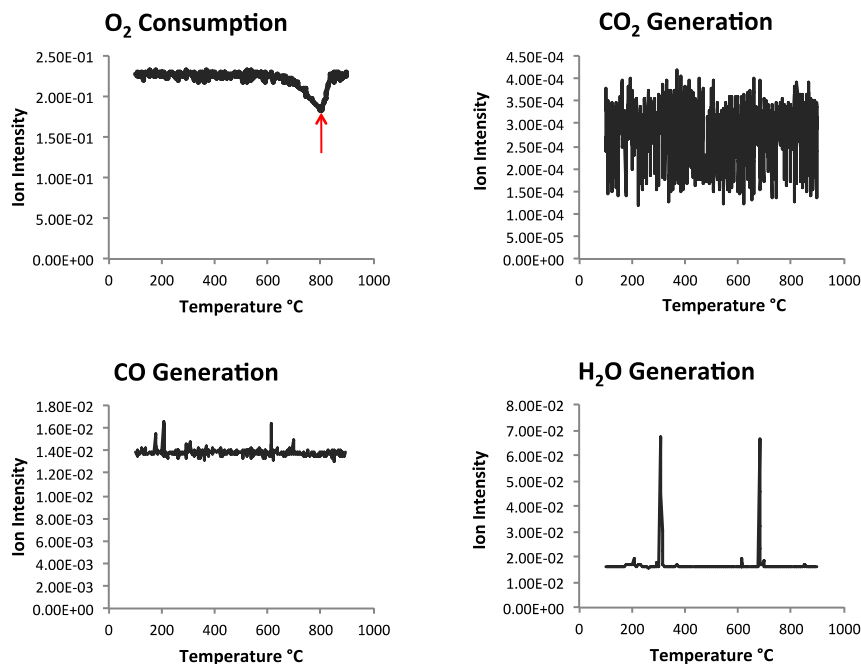 O₂ Consumption
2.50E-01
2.00E-01
1.50E-01
1.00E-01
5.00E-02
0.00E+00
Ion Intensity
0 200 400 600 800 1000
Temperature °C
CO₂ Generation
4.50E-04
4.00E-04
3.50E-04
3.00E-04
2.50E-04
2.00E-04
1.50E-04
1.00E-04
5.00E-05
0.00E+00
Ion Intensity
0 200 400 600 800 1000
Temperature °C
CO Generation
1.80E-02
1.60E-02
1.40E-02
1.20E-02
1.00E-02
8.00E-03
6.00E-03
4.00E-03
2.00E-03
0.00E+00
Ion Intensity
0 200 400 600 800 1000
Temperature °C
H₂O Generation
8.00E-02
7.00E-02
6.00E-02
5.00E-02
4.00E-02
3.00E-02
2.00E-02
1.00E-02
0.00E+00
Ion Intensity
0 200 400 600 800 1000
Temperature °C